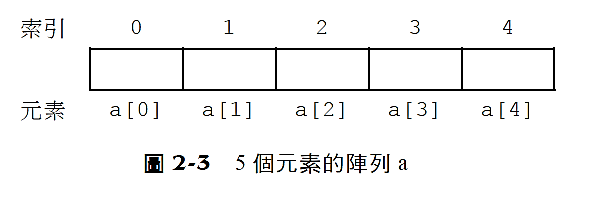 索引 0 1 2 3 4
元素 a[0] a[1] a[2] a[3] a[4]
圖 2-3 5 個元素的陣列 a